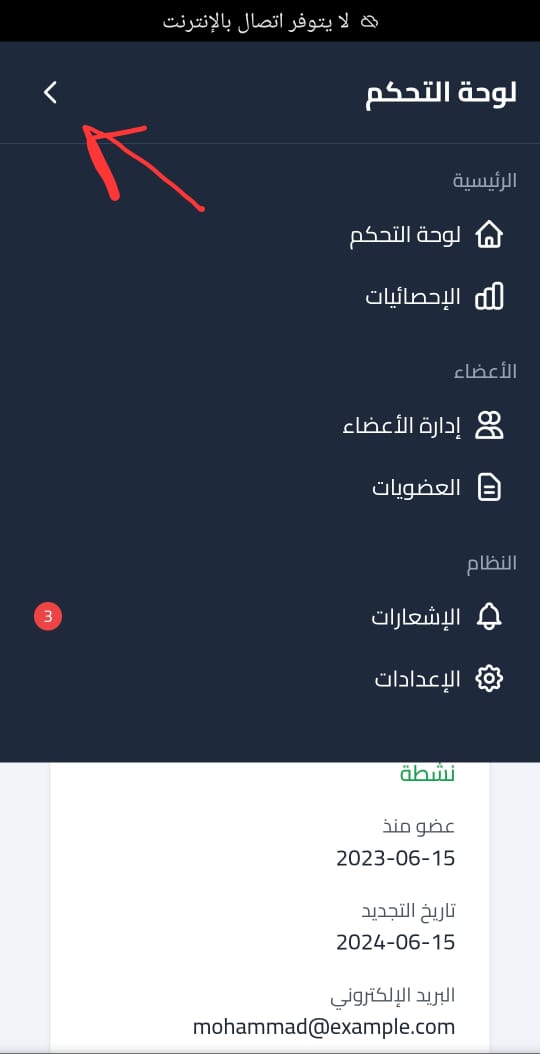 لا يتوفر اتصال بالإنترنت
لوحة التحكم
الرئيسية
لوحة التحكم
الإحصائيات
الأعضاء
إدارة الأعضاء
العضويات
النظام
الإشعارات 3
الإعدادات
نشطة
عضو منذ
2023-06-15
تاريخ التجديد
2024-06-15
البريد الإلكتروني
mohammad@example.com